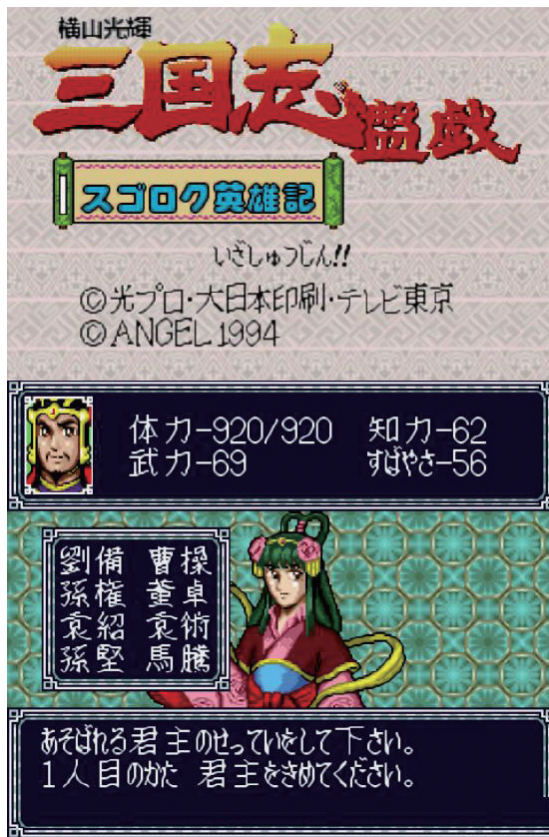 横山光輝
三国志盤戯
スゴロク英雄記
いざしゅつじん!!
©光プロ・大日本印刷・テレビ東京
©ANGEL 1994
体力-920/920 知力-62
武力-69 すばやさ-56
劉備 曹操
孫権 董卓
袁紹 袁術
孫堅 馬騰
あそばれる君主のせっていをして下さい。
1人目のかた 君主をきめてください。